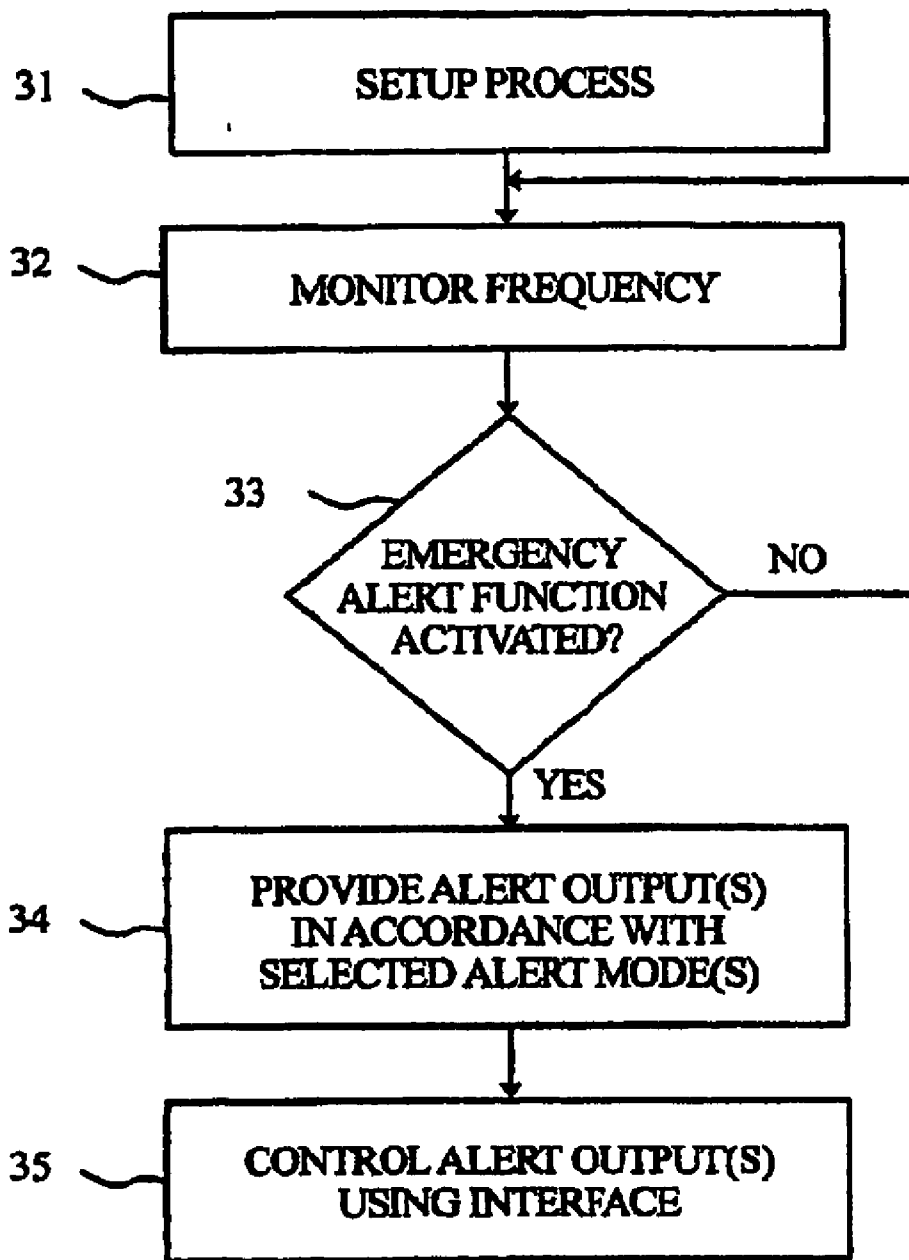 31
SETUP PROCESS
32
MONITOR FREQUENCY
33
EMERGENCY
ALERT FUNCTION
ACTIVATED?
NO
YES
34
PROVIDE ALERT OUTPUT(S)
IN ACCORDANCE WITH
SELECTED ALERT MODE(S)
35
CONTROL ALERT OUTPUT(S)
USING INTERFACE